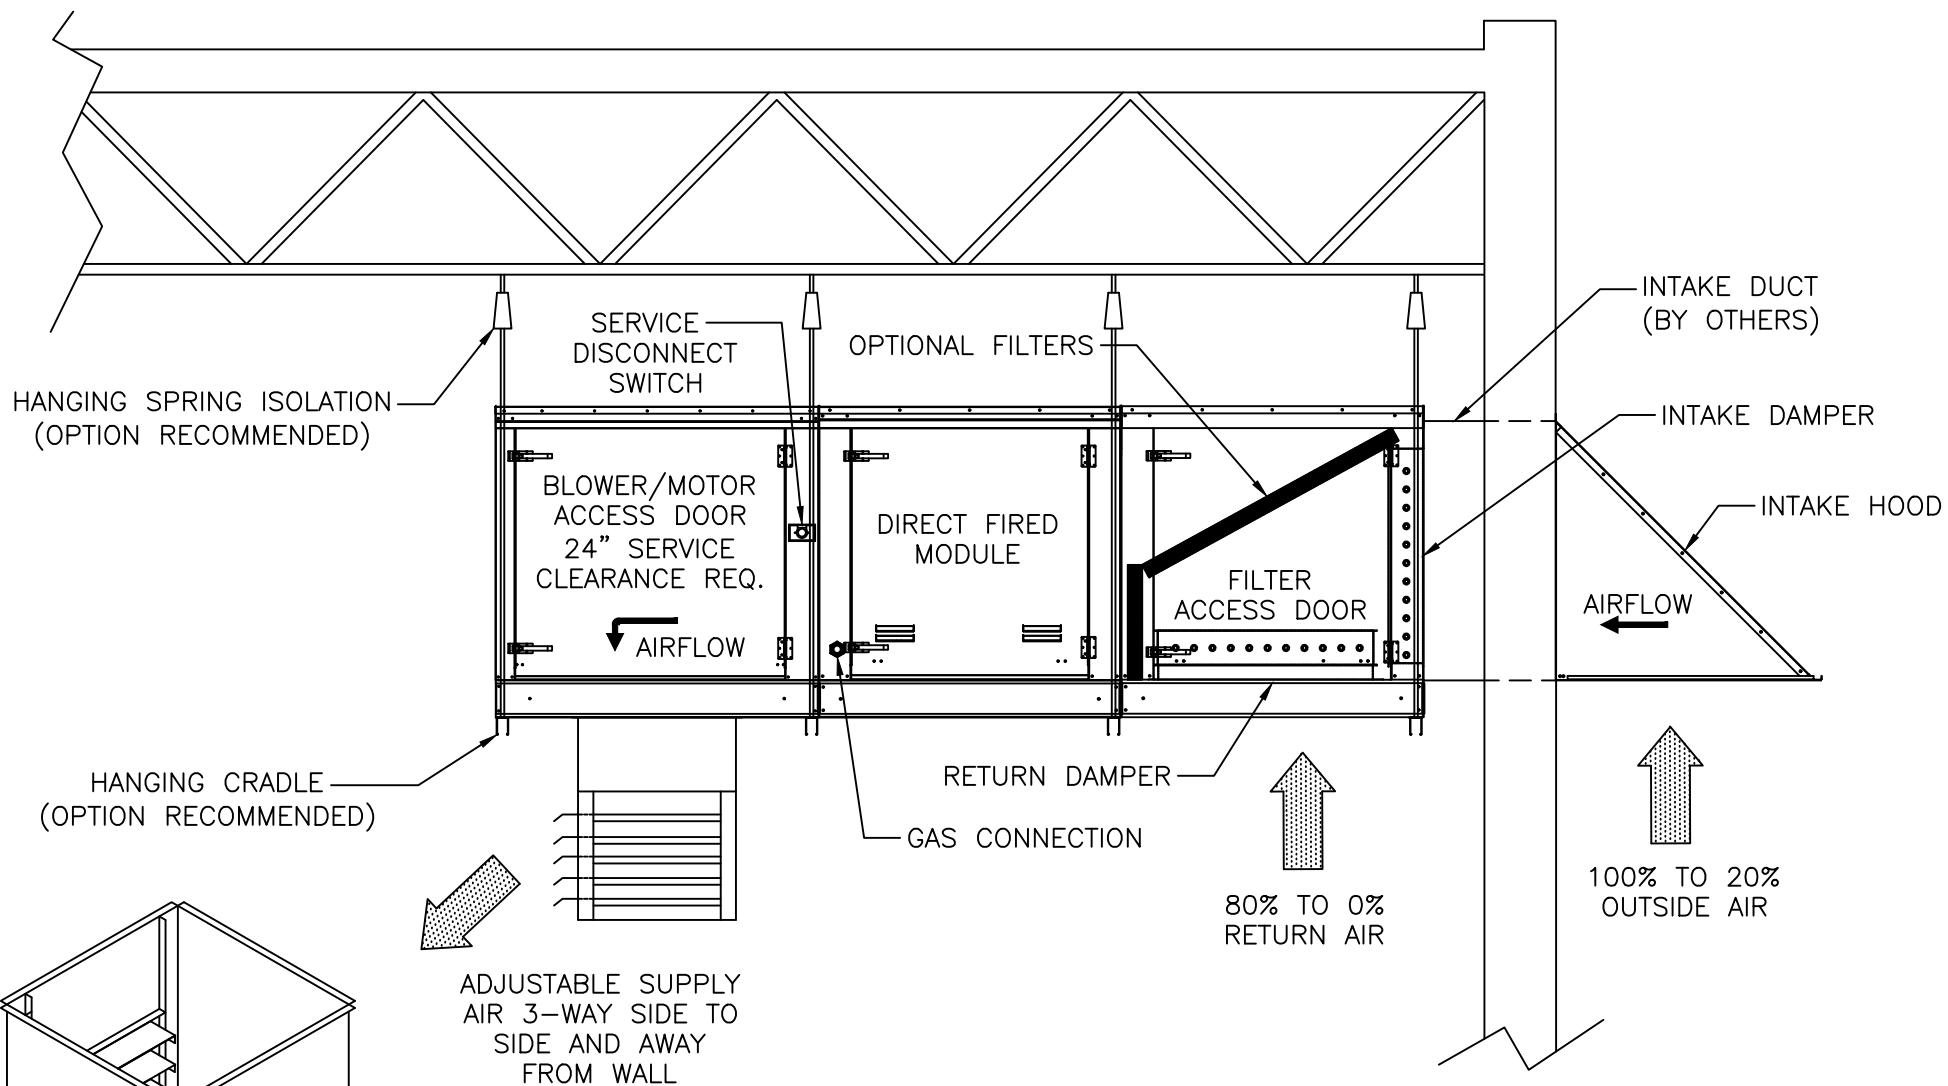 INTAKE DUCT
(BY OTHERS)
SERVICE
DISCONNECT
SWITCH
OPTIONAL FILTERS
HANGING SPRING ISOLATION
(OPTION RECOMMENDED)
INTAKE DAMPER
BLOWER/MOTOR
ACCESS DOOR
24" SERVICE
CLEARANCE REQ.
AIRFLOW
DIRECT FIRED
MODULE
FILTER
ACCESS DOOR
INTAKE HOOD
AIRFLOW
HANGING CRADLE
(OPTION RECOMMENDED)
RETURN DAMPER
GAS CONNECTION
80% TO 0%
RETURN AIR
100% TO 20%
OUTSIDE AIR
ADJUSTABLE SUPPLY
AIR 3-WAY SIDE TO
SIDE AND AWAY
FROM WALL